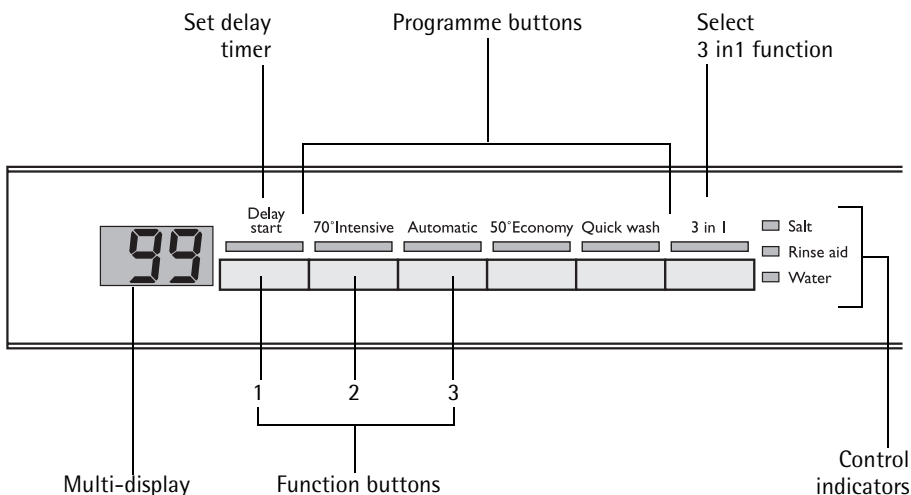 Set delay
timer
Programme buttons
Select
3 in1 function
99
Delay
start
70°Intensive
Automatic
50°Economy
Quick wash
3 in 1
Salt
Rinse aid
Water
1
2
3
Multi-display
Function buttons
Control
indicators